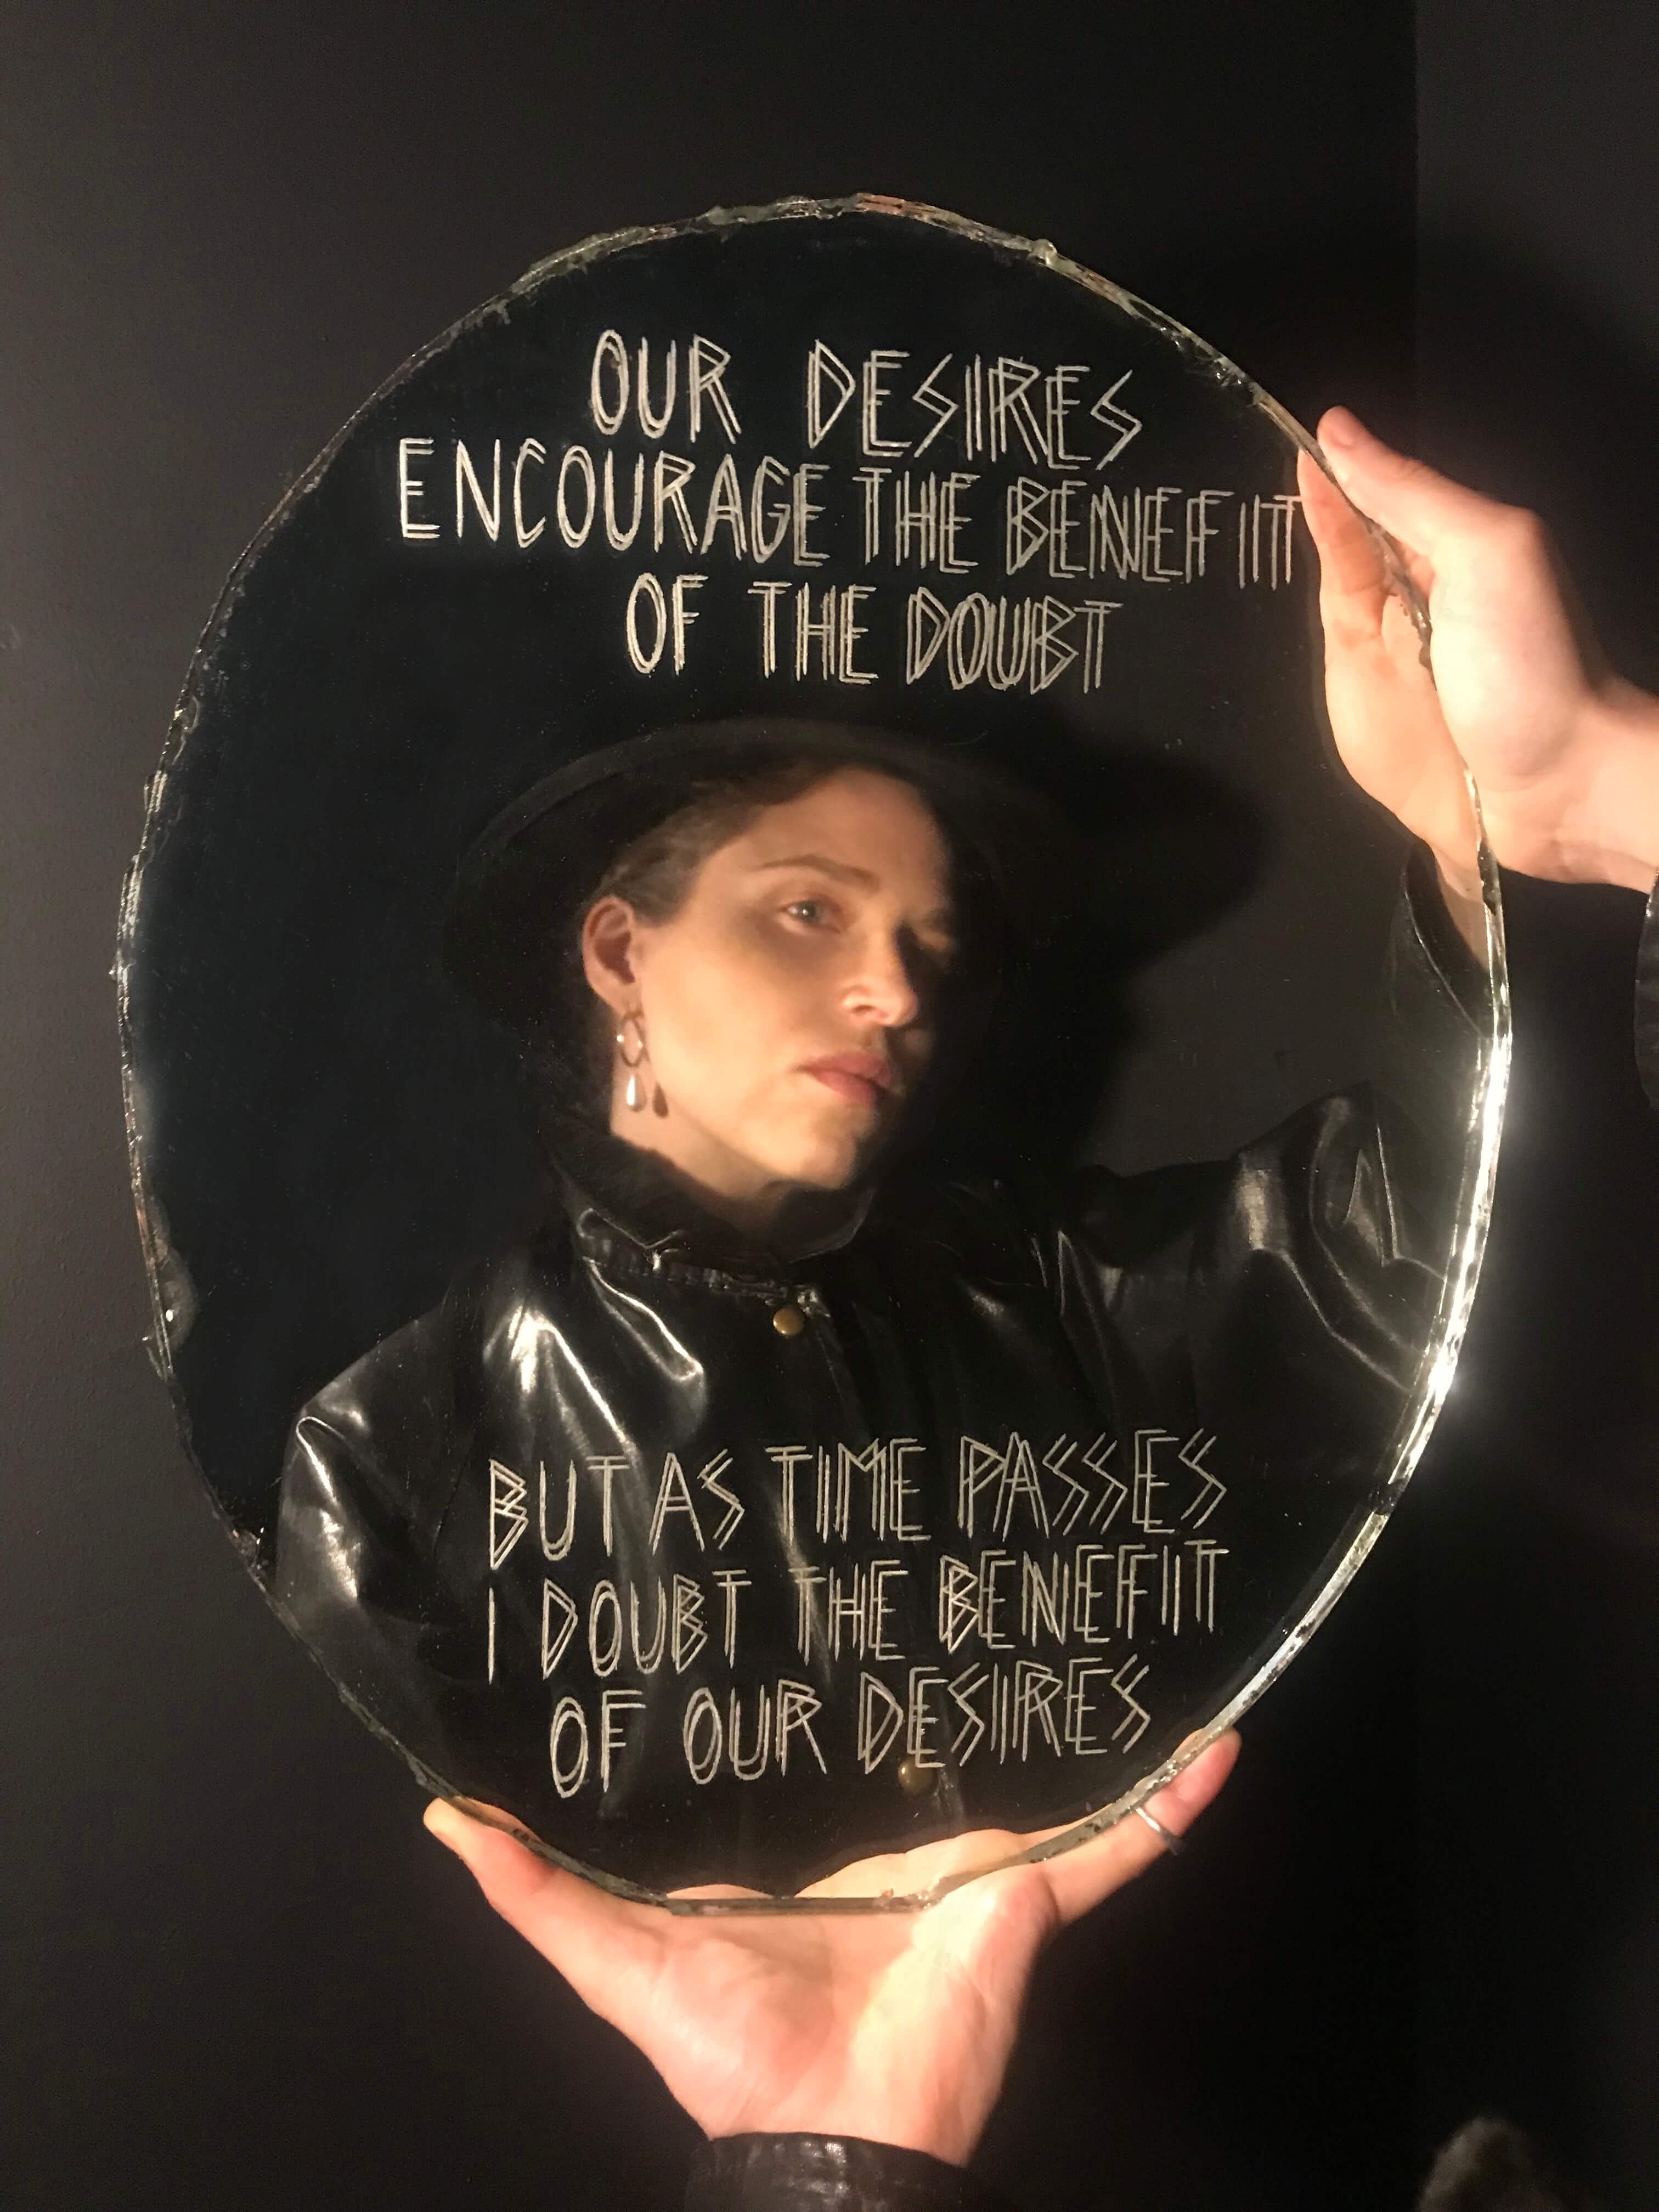 OUR DESIRES
ENCOURAGE THE BENEFIT
OF THE DOUBT
BUT AS TIME PASSES
I DOUBT THE BENEFIT
OF OUR DESIRES